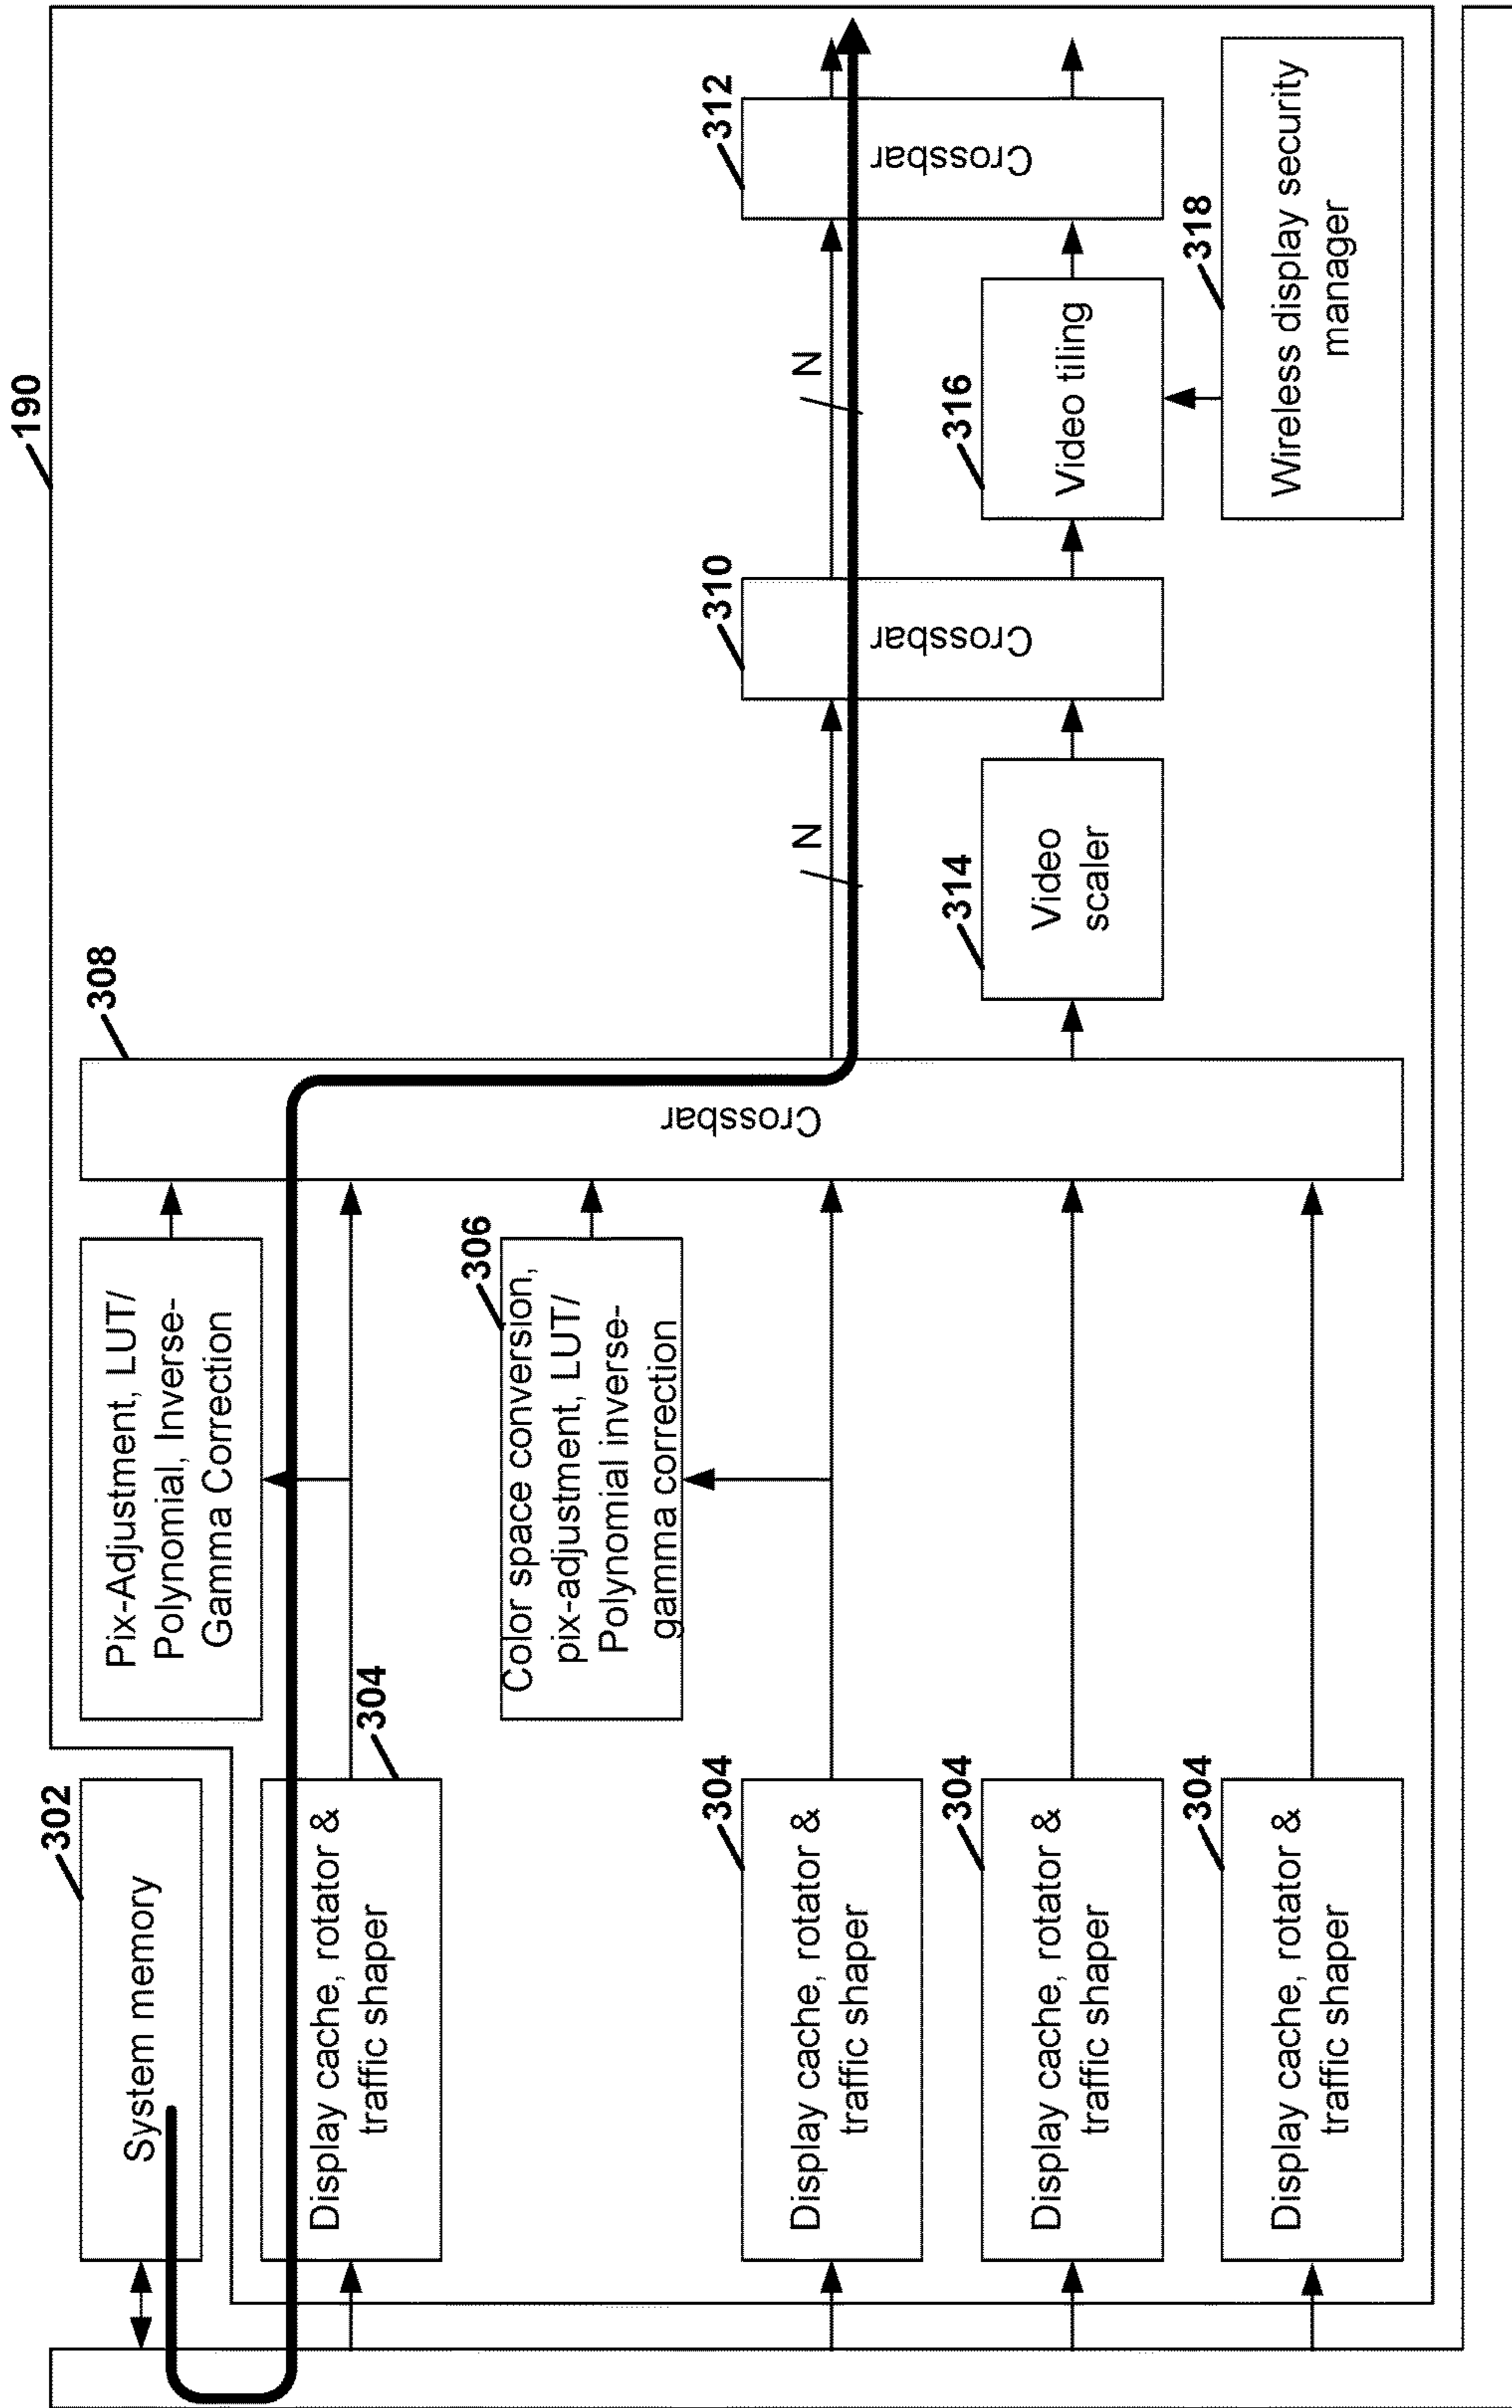 190
302
System memory
304
Display cache, rotator &
traffic shaper
Pix-Adjustment, LUT/
Polynomial, Inverse-
Gamma Correction
306
Color space conversion,
pix-adjustment, LUT/
Polynomial inverse-
gamma correction
304
Display cache, rotator &
traffic shaper
304
Display cache, rotator &
traffic shaper
304
Display cache, rotator &
traffic shaper
308
Crossbar
N
314
Video
scaler
310
Crossbar
N
316
Video tiling
312
Crossbar
318
Wireless display security
manager